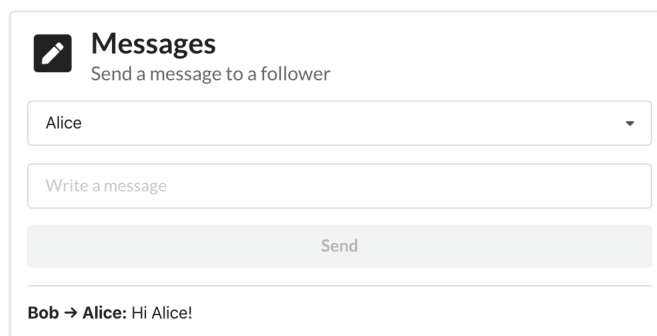 Messages
Send a message to a follower
Alice
Write a message
Send
Bob → Alice: Hi Alice!